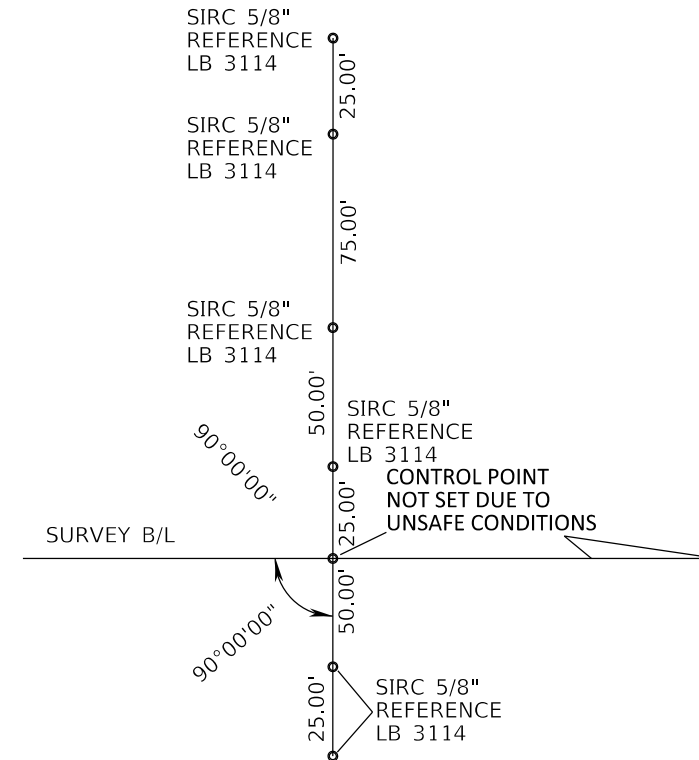 SIRC 5/8"
REFERENCE
LB 3114
25.00'
SIRC 5/8"
REFERENCE
LB 3114
75.00'
SIRC 5/8"
REFERENCE
LB 3114
50.00'
SIRC 5/8"
REFERENCE
LB 3114
90°00'00"
CONTROL POINT
NOT SET DUE TO
UNSAFE CONDITIONS
25.00'
SURVEY B/L
50.00'
90°00'00"
25.00'
SIRC 5/8"
REFERENCE
LB 3114